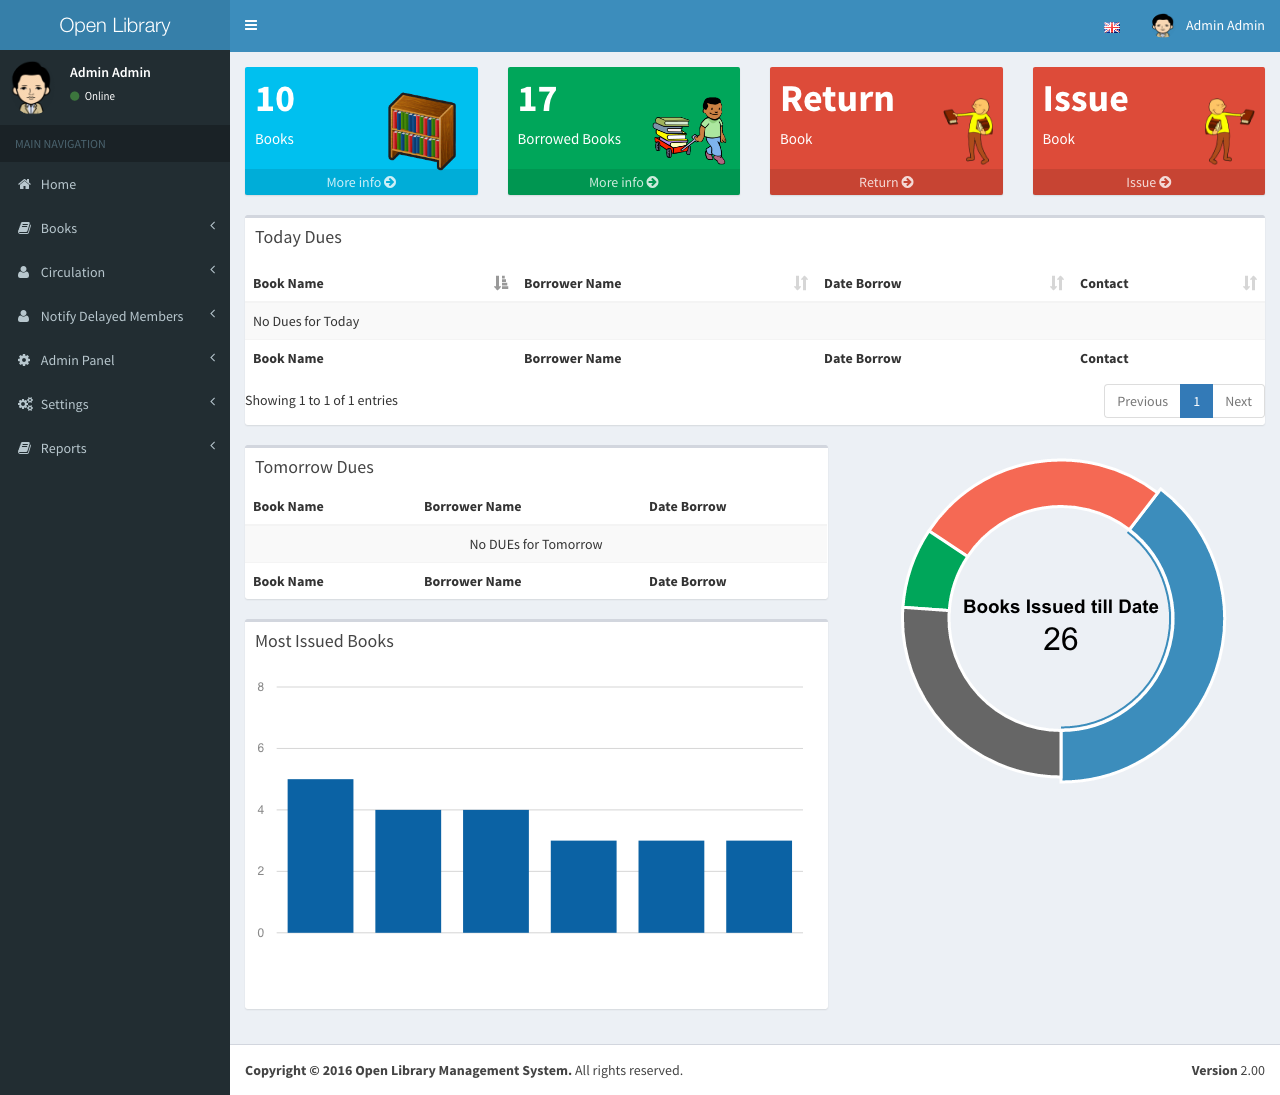 Open Library
Admin Admin
Admin Admin
Online
MAIN NAVIGATION
Home
Books
Circulation
Notify Delayed Members
Admin Panel
Settings
Reports
10
Books
More info
17
Borrowed Books
More info
Return
Book
Return
Issue
Book
Issue
Today Dues
Book Name Borrower Name Date Borrow Contact
No Dues for Today
Book Name Borrower Name Date Borrow Contact
Showing 1 to 1 of 1 entries
Previous 1 Next
Tomorrow Dues
Book Name Borrower Name Date Borrow
No DUEs for Tomorrow
Book Name Borrower Name Date Borrow
Books Issued till Date
26
Most Issued Books
8
6
4
2
0
Copyright © 2016 Open Library Management System. All rights reserved.
Version 2.00